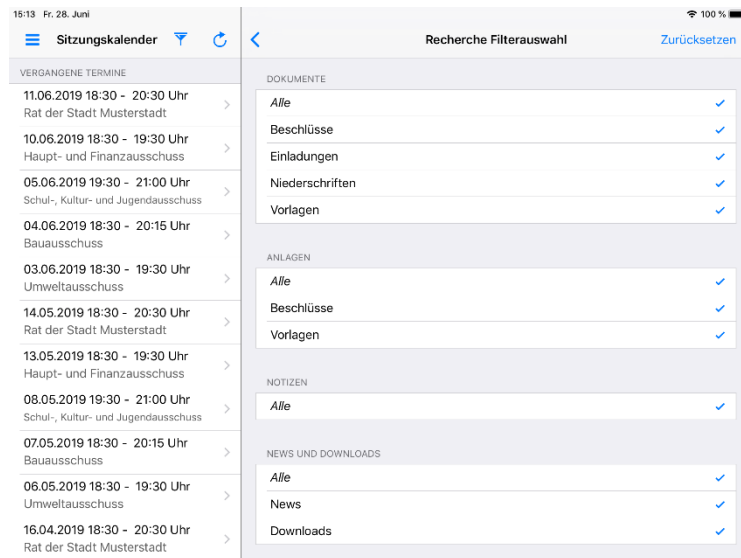 15:13 Fr. 28. Juni
100 %
Sitzungskalender
VERGANGENE TERMINE
11.06.2019 18:30 - 20:30 Uhr
Rat der Stadt Musterstadt
10.06.2019 18:30 - 19:30 Uhr
Haupt- und Finanzausschuss
05.06.2019 19:30 - 21:00 Uhr
Schul-, Kultur- und Jugendausschuss
04.06.2019 18:30 - 20:15 Uhr
Bauausschuss
03.06.2019 18:30 - 19:30 Uhr
Umweltausschuss
14.05.2019 18:30 - 20:30 Uhr
Rat der Stadt Musterstadt
13.05.2019 18:30 - 19:30 Uhr
Haupt- und Finanzausschuss
08.05.2019 19:30 - 21:00 Uhr
Schul-, Kultur- und Jugendausschuss
07.05.2019 18:30 - 20:15 Uhr
Bauausschuss
06.05.2019 18:30 - 19:30 Uhr
Umweltausschuss
16.04.2019 18:30 - 20:30 Uhr
Rat der Stadt Musterstadt
Recherche Filterauswahl
Zurücksetzen
DOKUMENTE
Alle
Beschlüsse
Einladungen
Niederschriften
Vorlagen
ANLAGEN
Alle
Beschlüsse
Vorlagen
NOTIZEN
Alle
NEWS UND DOWNLOADS
Alle
News
Downloads